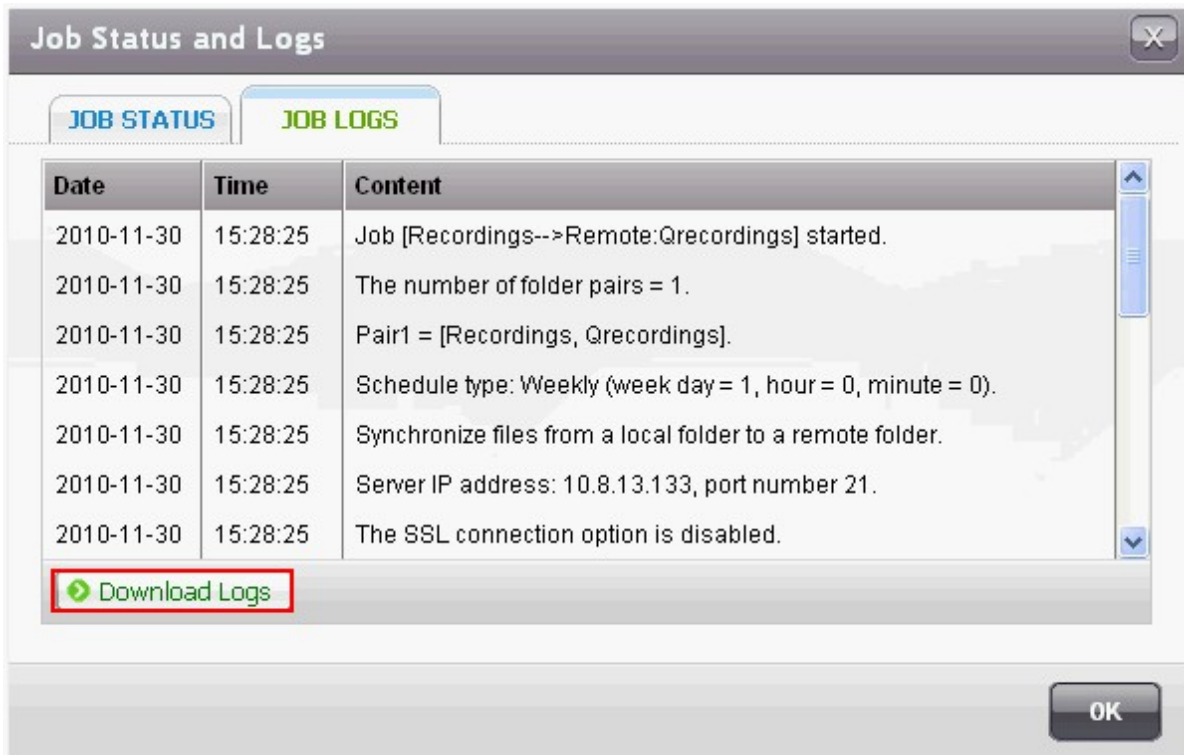 Job Status and Logs
X
JOB STATUS JOB LOGS
Date Time Content
2010-11-30 15:28:25 Job [Recordings-->Remote:Qrecordings] started.
2010-11-30 15:28:25 The number of folder pairs = 1.
2010-11-30 15:28:25 Pair1 = [Recordings, Qrecordings].
2010-11-30 15:28:25 Schedule type: Weekly (week day = 1, hour = 0, minute = 0).
2010-11-30 15:28:25 Synchronize files from a local folder to a remote folder.
2010-11-30 15:28:25 Server IP address: 10.8.13.133, port number 21.
2010-11-30 15:28:25 The SSL connection option is disabled.
Download Logs
OK